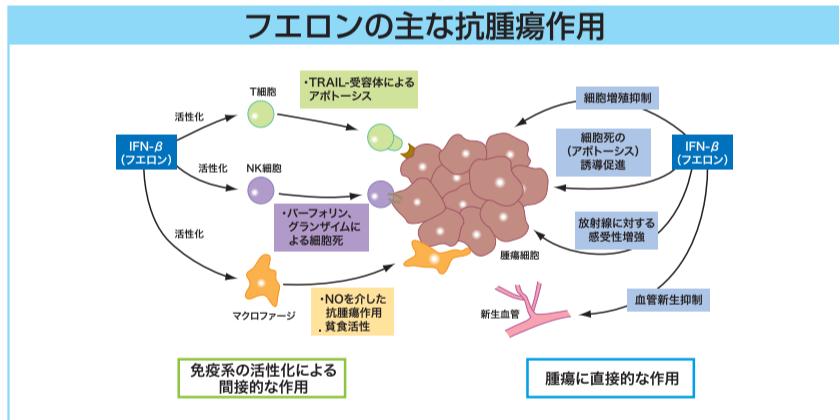 フエロンの主な抗腫瘍作用
T細胞
・TRAIL-受容体による
アポトーシス
活性化
IFN-β
(フエロン)
活性化
NK細胞
・パーフォリン、
グランザイムに
よる細胞死
活性化
マクロファージ
・NOを介した
抗腫瘍作用
.貪食活性
腫瘍細胞
新生血管
細胞増殖抑制
細胞死の
(アポトーシス)
誘導促進
IFN-β
(フエロン)
放射線に対する
感受性増強
血管新生抑制
免疫系の活性化による
間接的な作用
腫瘍に直接的な作用